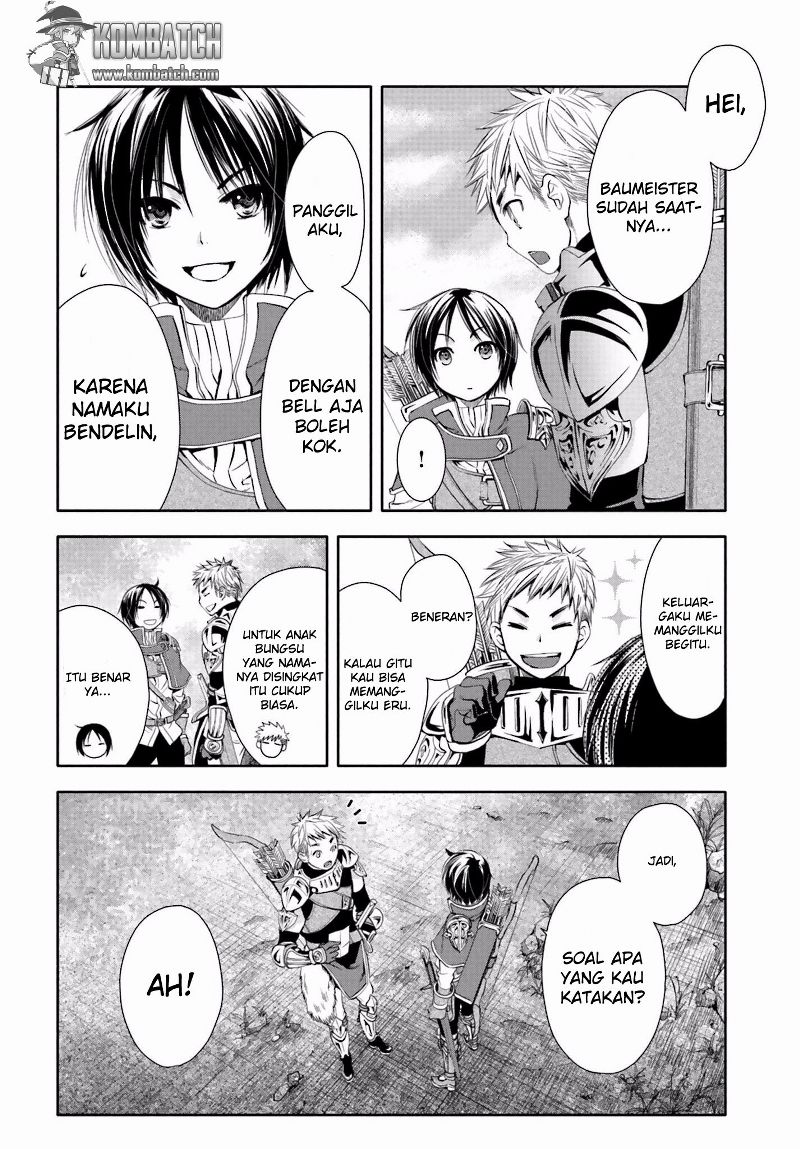 KOMBATCH
www.kombatch.com
HEI,
BAUMEISTER
SUDAH SAAT-
NYA...
!
PANGGIL
AKU,
DENGAN
BELL AJA
BOLEH
KOK.
KARENA
NAMAKU
BENDELIN,
KELUAR-
GAKU ME-
MANGGILKU
BEGITU.
BENERAN?
KALAU GITU
KAU BISA
MEMANG-
GILKU ERU.
UNTUK ANAK
BUNGSU
YANG NAMA-
NYA DISINGKAT
ITU CUKUP
BIASA.
ITU BENAR
YA...
JADI,
SOAL APA
YANG KAU
KATAKAN?
AH!